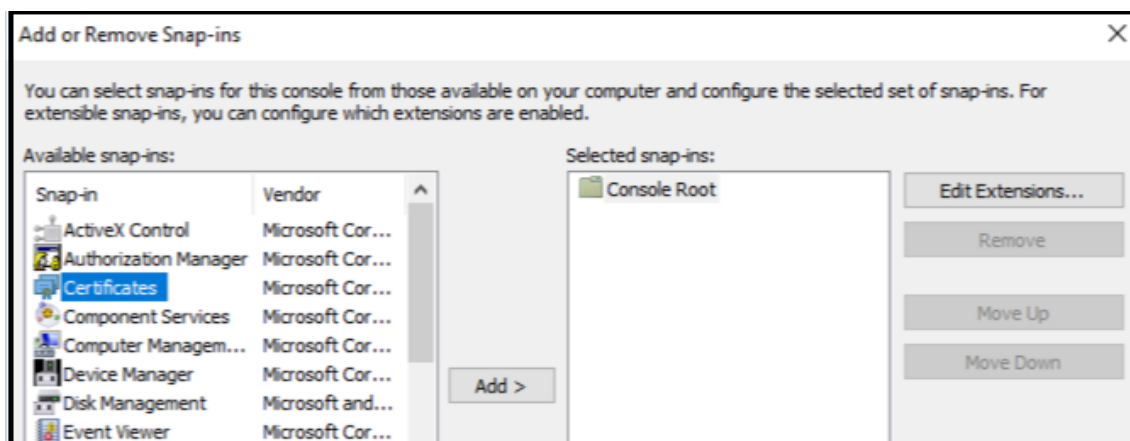 Add or Remove Snap-ins
You can select snap-ins for this console from those available on your computer and configure the selected set of snap-ins. For
extensible snap-ins, you can configure which extensions are enabled.
Available snap-ins:
Selected snap-ins:
Snap-in Vendor
Console Root
Edit Extensions...
ActiveX Control Microsoft Cor...
Authorization Manager Microsoft Cor...
Remove
Certificates Microsoft Cor...
Component Services Microsoft Cor...
Move Up
Computer Managem... Microsoft Cor...
Device Manager Microsoft Cor...
Move Down
Add >
Disk Management Microsoft and...
Event Viewer Microsoft Cor...